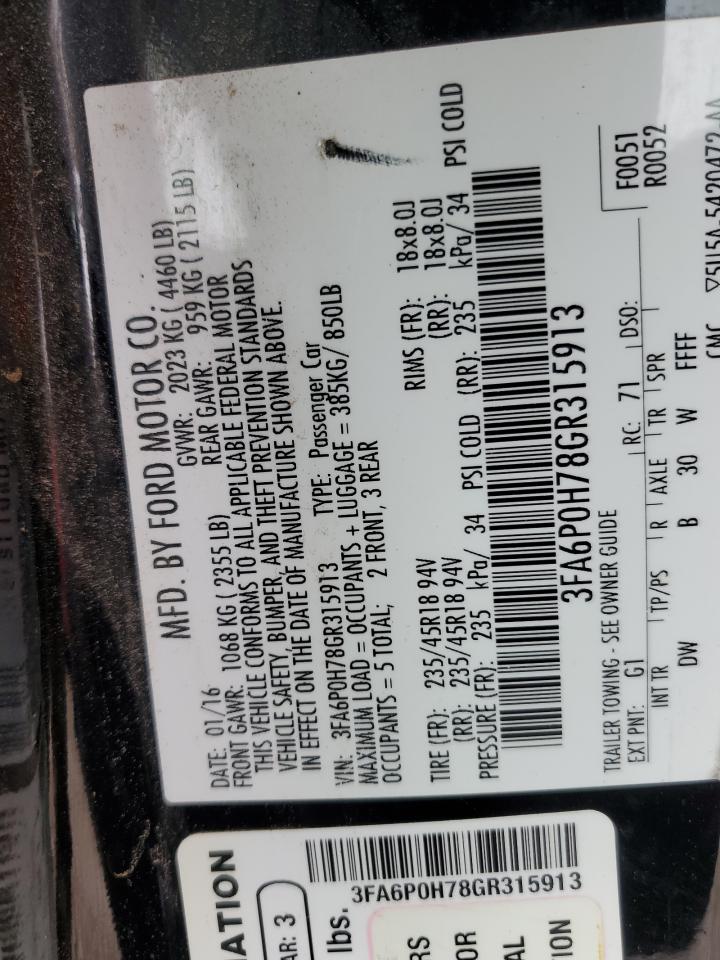 MFD. BY FORD MOTOR CO.
DATE: 01/16 GVWR: 2023 KG ( 4460 LB)
FRONT GAWR: 1068 KG ( 2355 LB) REAR GAWR: 959 KG ( 2115 LB)
THIS VEHICLE CONFORMS TO ALL APPLICABLE FEDERAL MOTOR
VEHICLE SAFETY, BUMPER, AND THEFT PREVENTION STANDARDS
IN EFFECT ON THE DATE OF MANUFACTURE SHOWN ABOVE.
VIN: 3FA6P0H78GR315913 TYPE: Passenger Car
MAXIMUM LOAD = OCCUPANTS + LUGGAGE = 385KG/ 850LB
OCCUPANTS = 5 TOTAL; 2 FRONT, 3 REAR
TIRE (FR): 235/45R18 94V RIMS (FR): 18x8.0J
(RR): 235/45R18 94V (RR): 18x8.0J
PRESSURE (FR): 235 kPa/ 34 PSI COLD (RR): 235 kPa/ 34 PSI COLD
3FA6P0H78GR315913
TRAILER TOWING - SEE OWNER GUIDE
F0051
EXT PNT: G1 RC: 71 DSO: R0052
INT TR TP/PS R AXLE TR SPR
DW B 30 W FFFF
ATION
AR: 3
lbs.
3FA6P0H78GR315913
RS
OR
AL
ION